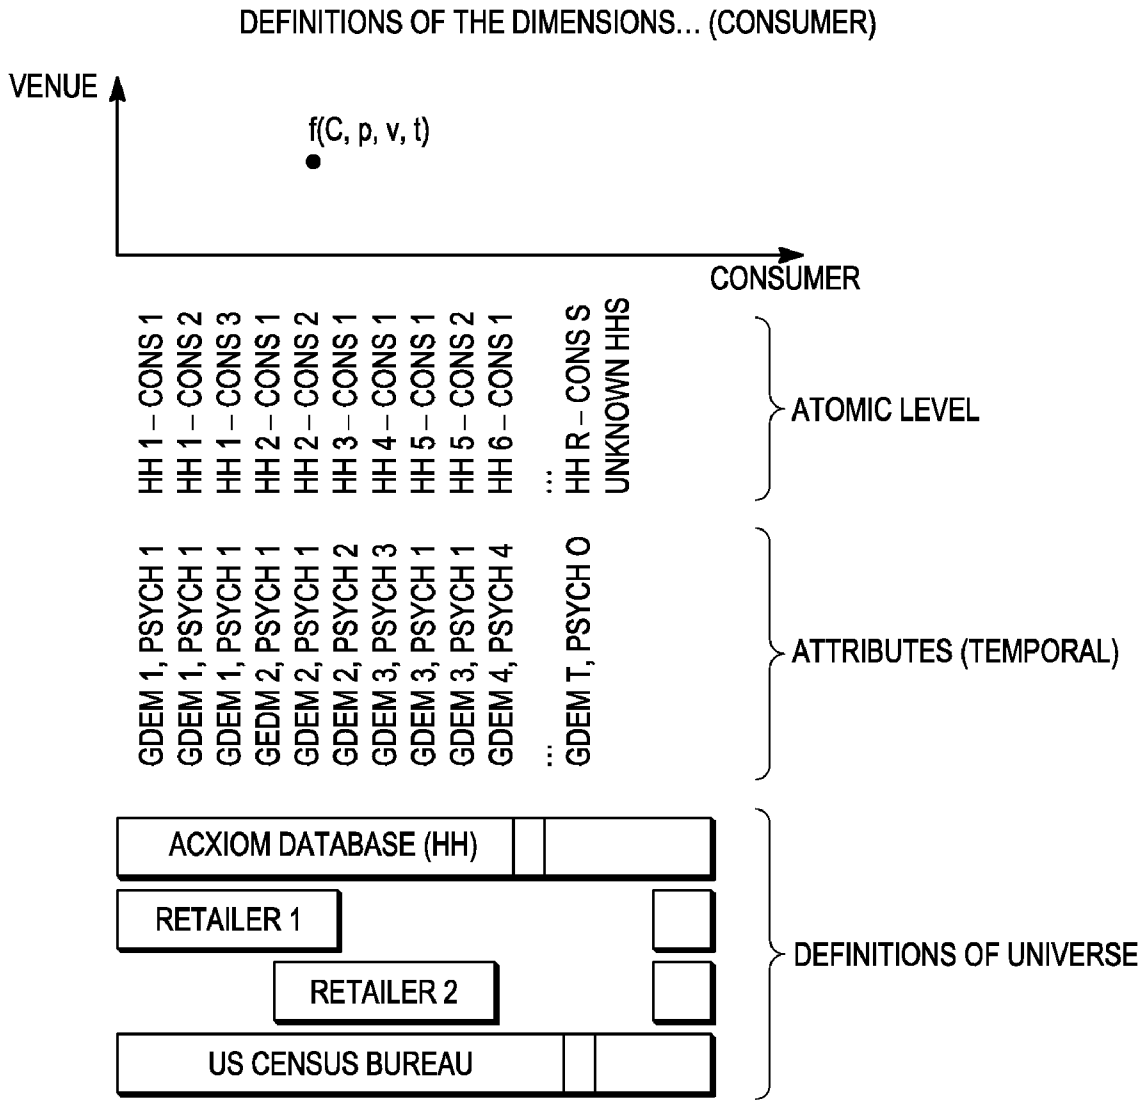 DEFINITIONS OF THE DIMENSIONS... (CONSUMER)
VENUE
f(C, p, v, t)
CONSUMER
HH 1 – CONS 1
HH 1 – CONS 2
HH 1 – CONS 3
HH 2 – CONS 1
HH 2 – CONS 2
HH 3 – CONS 1
HH 4 – CONS 1
HH 5 – CONS 1
HH 5 – CONS 2
HH 6 – CONS 1
...
HH R – CONS S
UNKNOWN HHS
ATOMIC LEVEL
GDEM 1, PSYCH 1
GDEM 1, PSYCH 1
GDEM 1, PSYCH 1
GEDM 2, PSYCH 1
GDEM 2, PSYCH 1
GDEM 2, PSYCH 2
GDEM 3, PSYCH 3
GDEM 3, PSYCH 1
GDEM 3, PSYCH 1
GDEM 4, PSYCH 4
...
GDEM T, PSYCH O
ATTRIBUTES (TEMPORAL)
ACXIOM DATABASE (HH)
RETAILER 1
RETAILER 2
US CENSUS BUREAU
DEFINITIONS OF UNIVERSE